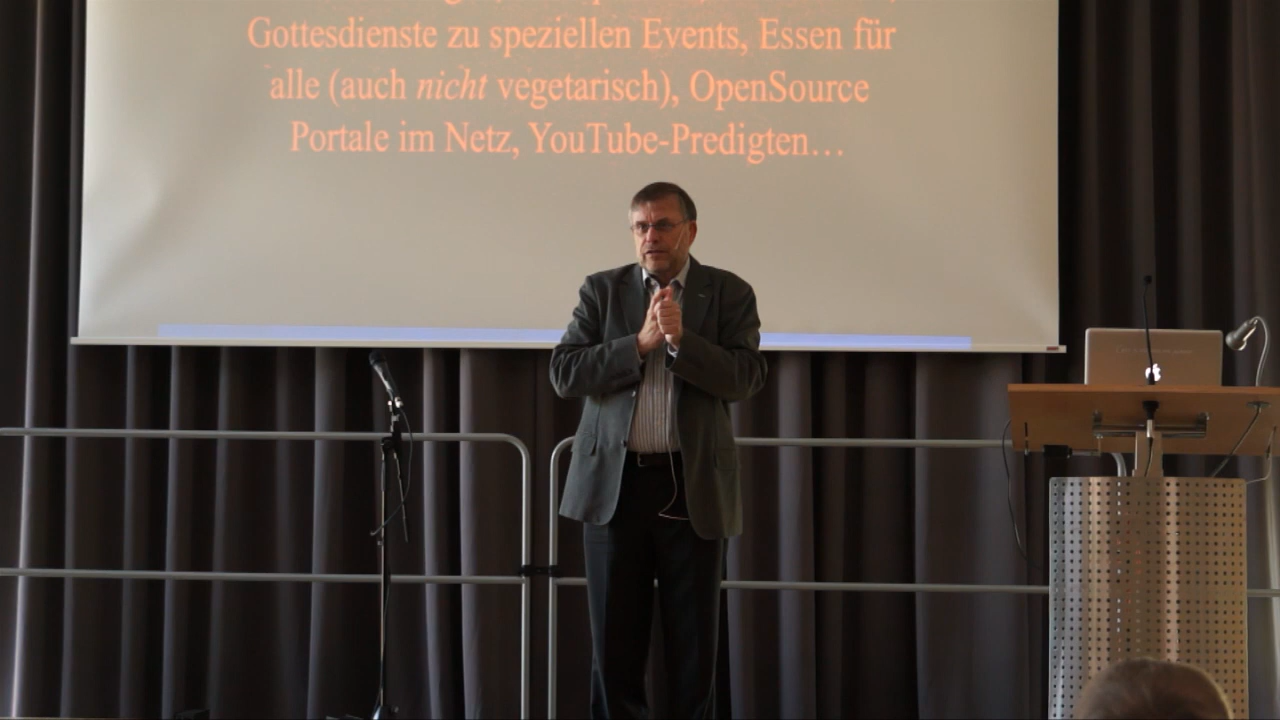 Gottesdienste zu speziellen Events, Essen für
alle (auch nicht vegetarisch), OpenSource
Portale im Netz, YouTube-Predigten…